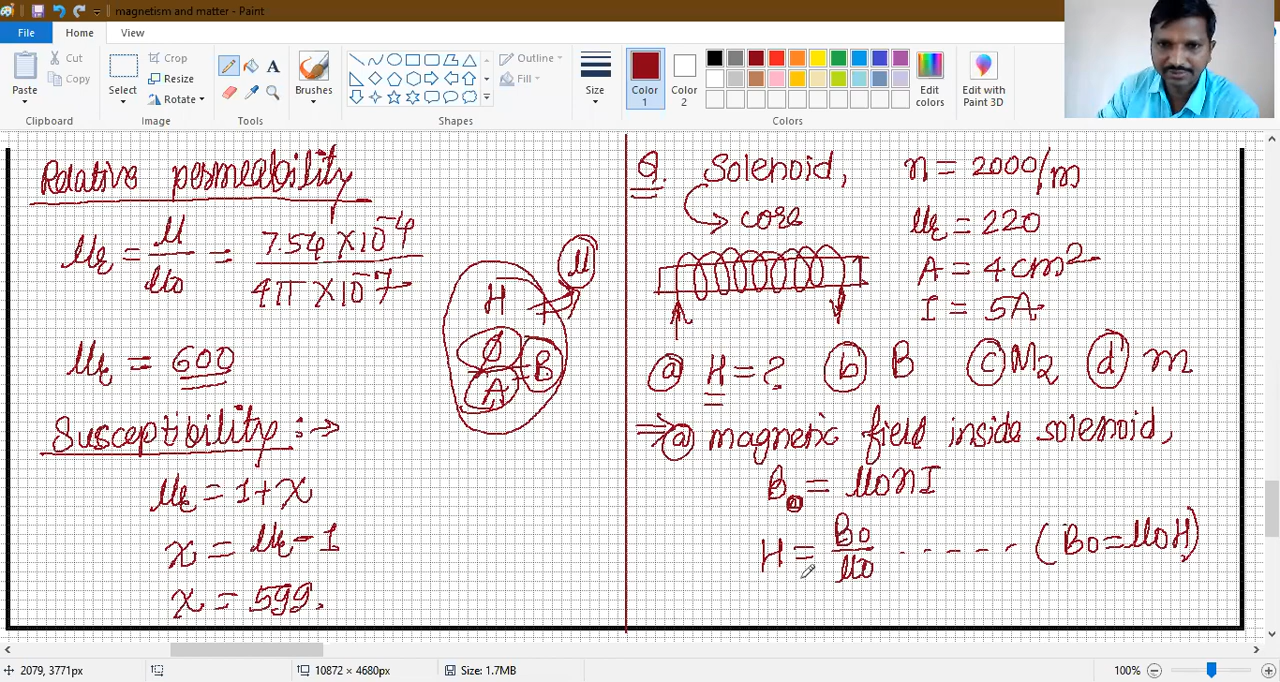 magnetism and matter - Paint
File
Home
View
Paste
Cut
Copy
Clipboard
Select
Crop
Resize
Rotate
Image
Tools
Brushes
Outline
Fill
Shapes
Size
Color 1
Color 2
Edit colors
Edit with Paint 3D
Colors
Relative permeability
μr = μ/μ0 = 7.54 × 10⁻⁴ / 4π × 10⁻⁷
μr = 600
Susceptibility :→
μr = 1 + χ
χ = μr - 1
χ = 599.
H
μ
Ø
B
A
Q. Solenoid, n = 2000/m
core
μr = 220
A = 4 cm²
I = 5A
(a) H = ? (b) B (c) Mz (d) m
⇒ (a) magnetic field inside solenoid,
B0 = μ0nI
H = B0/μ0 ...... (B0 = μ0H)
2079, 3771px
10872 × 4680px
Size: 1.7MB
100%